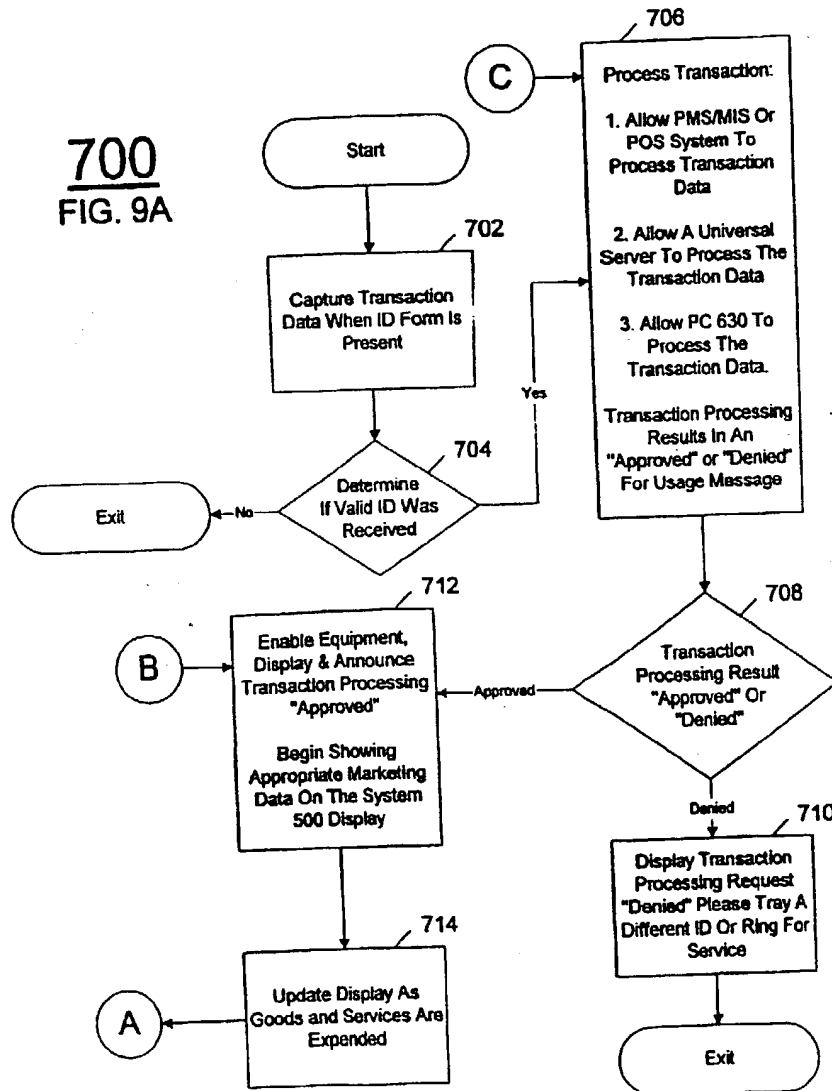 700
FIG. 9A
Start
702
Capture Transaction
Data When ID Form Is
Present
704
Determine
If Valid ID Was
Received
No
Exit
Yes
C
706
Process Transaction:
1. Allow PMS/MIS Or
POS System To
Process Transaction
Data
2. Allow A Universal
Server To Process The
Transaction Data
3. Allow PC 630 To
Process The
Transaction Data.
Transaction Processing
Results In An
"Approved" or "Denied"
For Usage Message
708
Transaction
Processing Result
"Approved" Or
"Denied"
Approved
Denied
710
Display Transaction
Processing Request
"Denied" Please Tray A
Different ID Or Ring For
Service
Exit
B
712
Enable Equipment,
Display & Announce
Transaction Processing
"Approved"
Begin Showing
Appropriate Marketing
Data On The System
500 Display
714
Update Display As
Goods and Services Are
Expended
A